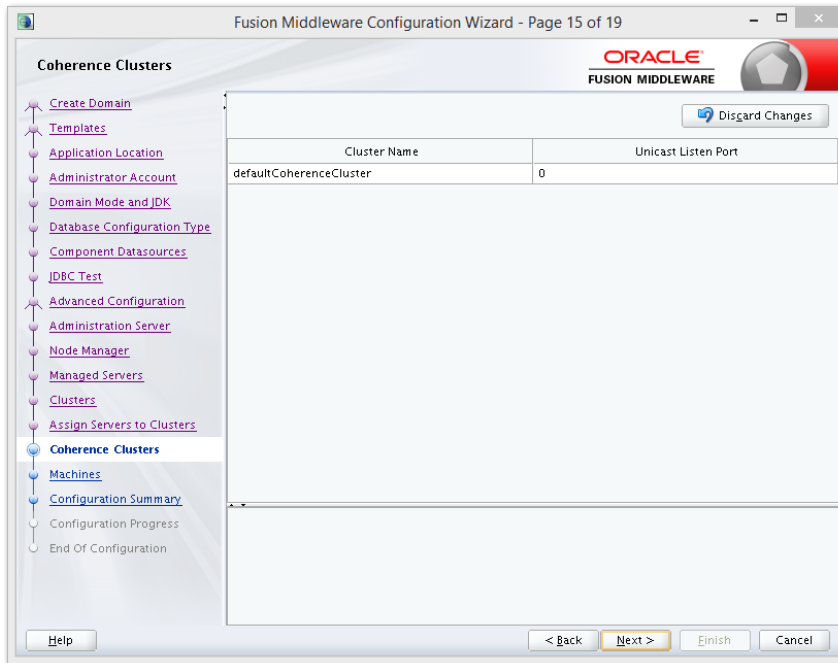 Fusion Middleware Configuration Wizard - Page 15 of 19
Coherence Clusters
ORACLE
FUSION MIDDLEWARE
Create Domain
Templates
Application Location
Administrator Account
Domain Mode and JDK
Database Configuration Type
Component Datasources
JDBC Test
Advanced Configuration
Administration Server
Node Manager
Managed Servers
Clusters
Assign Servers to Clusters
Coherence Clusters
Machines
Configuration Summary
Configuration Progress
End Of Configuration
Discard Changes
Cluster Name Unicast Listen Port
defaultCoherenceCluster 0
Help < Back Next > Finish Cancel